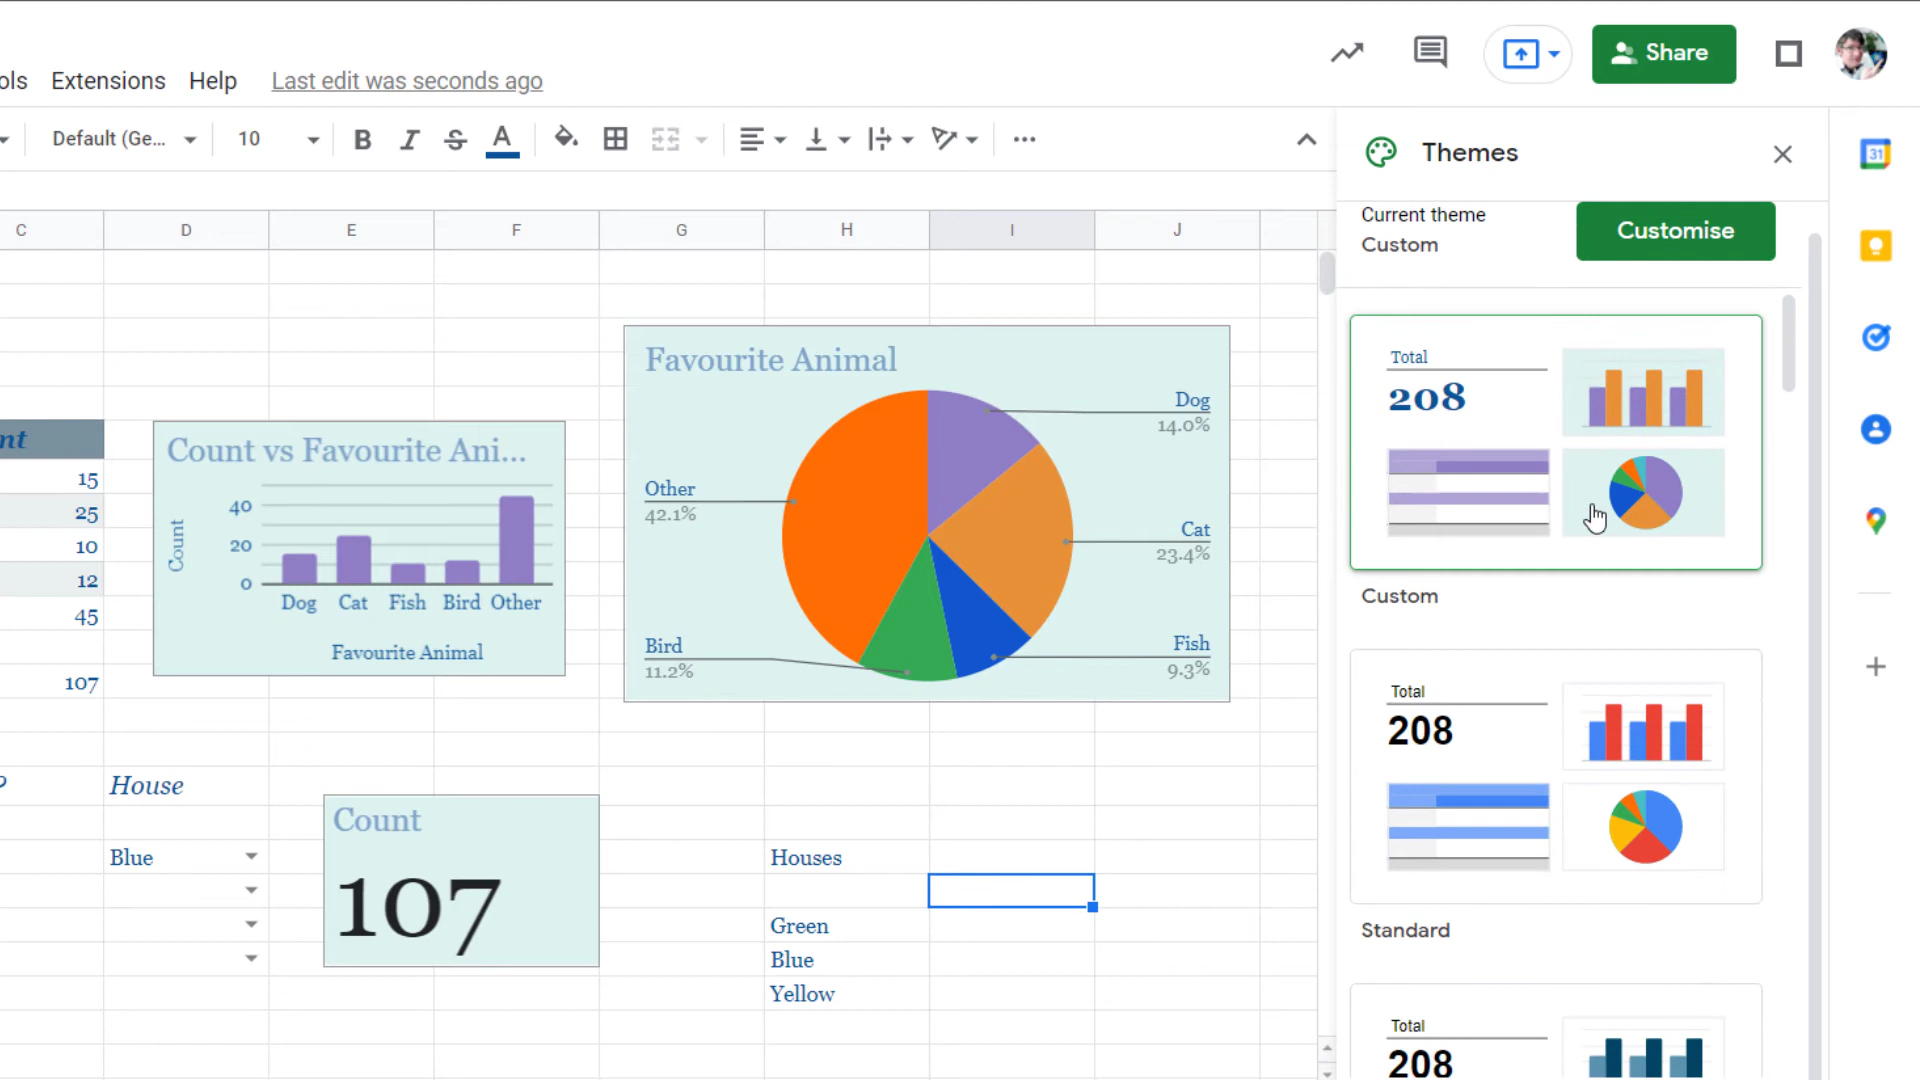 Share
ols Extensions Help Last edit was seconds ago
Default (Ge... 10 B I S A
Themes
31
Current theme
Custom
Customise
C D E F G H I J
Total
208
Custom
Total
208
Standard
Total
208
nt
15
25
10
12
45
107
Count vs Favourite Ani...
Count
40
20
0
Dog Cat Fish Bird Other
Favourite Animal
Favourite Animal
Dog
14.0%
Other
42.1%
Cat
23.4%
Bird
11.2%
Fish
9.3%
House
Blue
Count
107
Houses
Green
Blue
Yellow